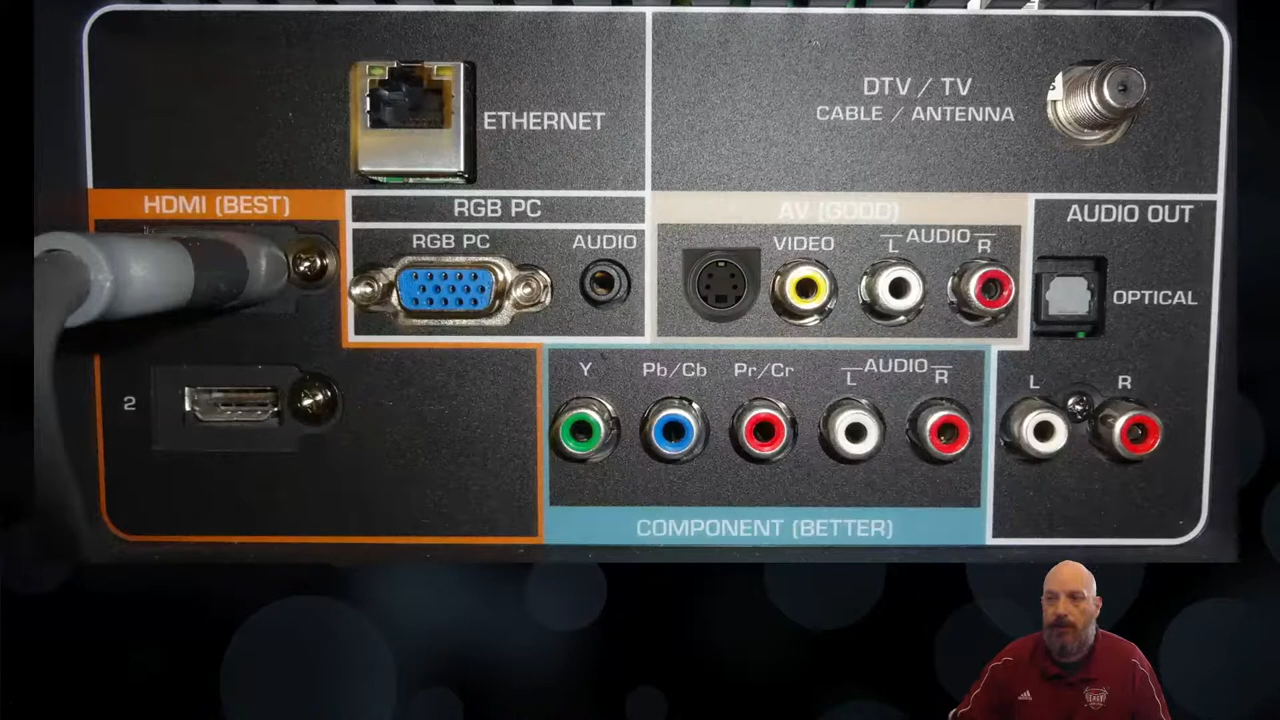 ETHERNET
DTV / TV
CABLE / ANTENNA
HDMI (BEST)
RGB PC
AV (GOOD)
AUDIO OUT
RGB PC
AUDIO
VIDEO
AUDIO
L
R
OPTICAL
2
Y
Pb/Cb
Pr/Cr
AUDIO
L
R
L
R
COMPONENT (BETTER)